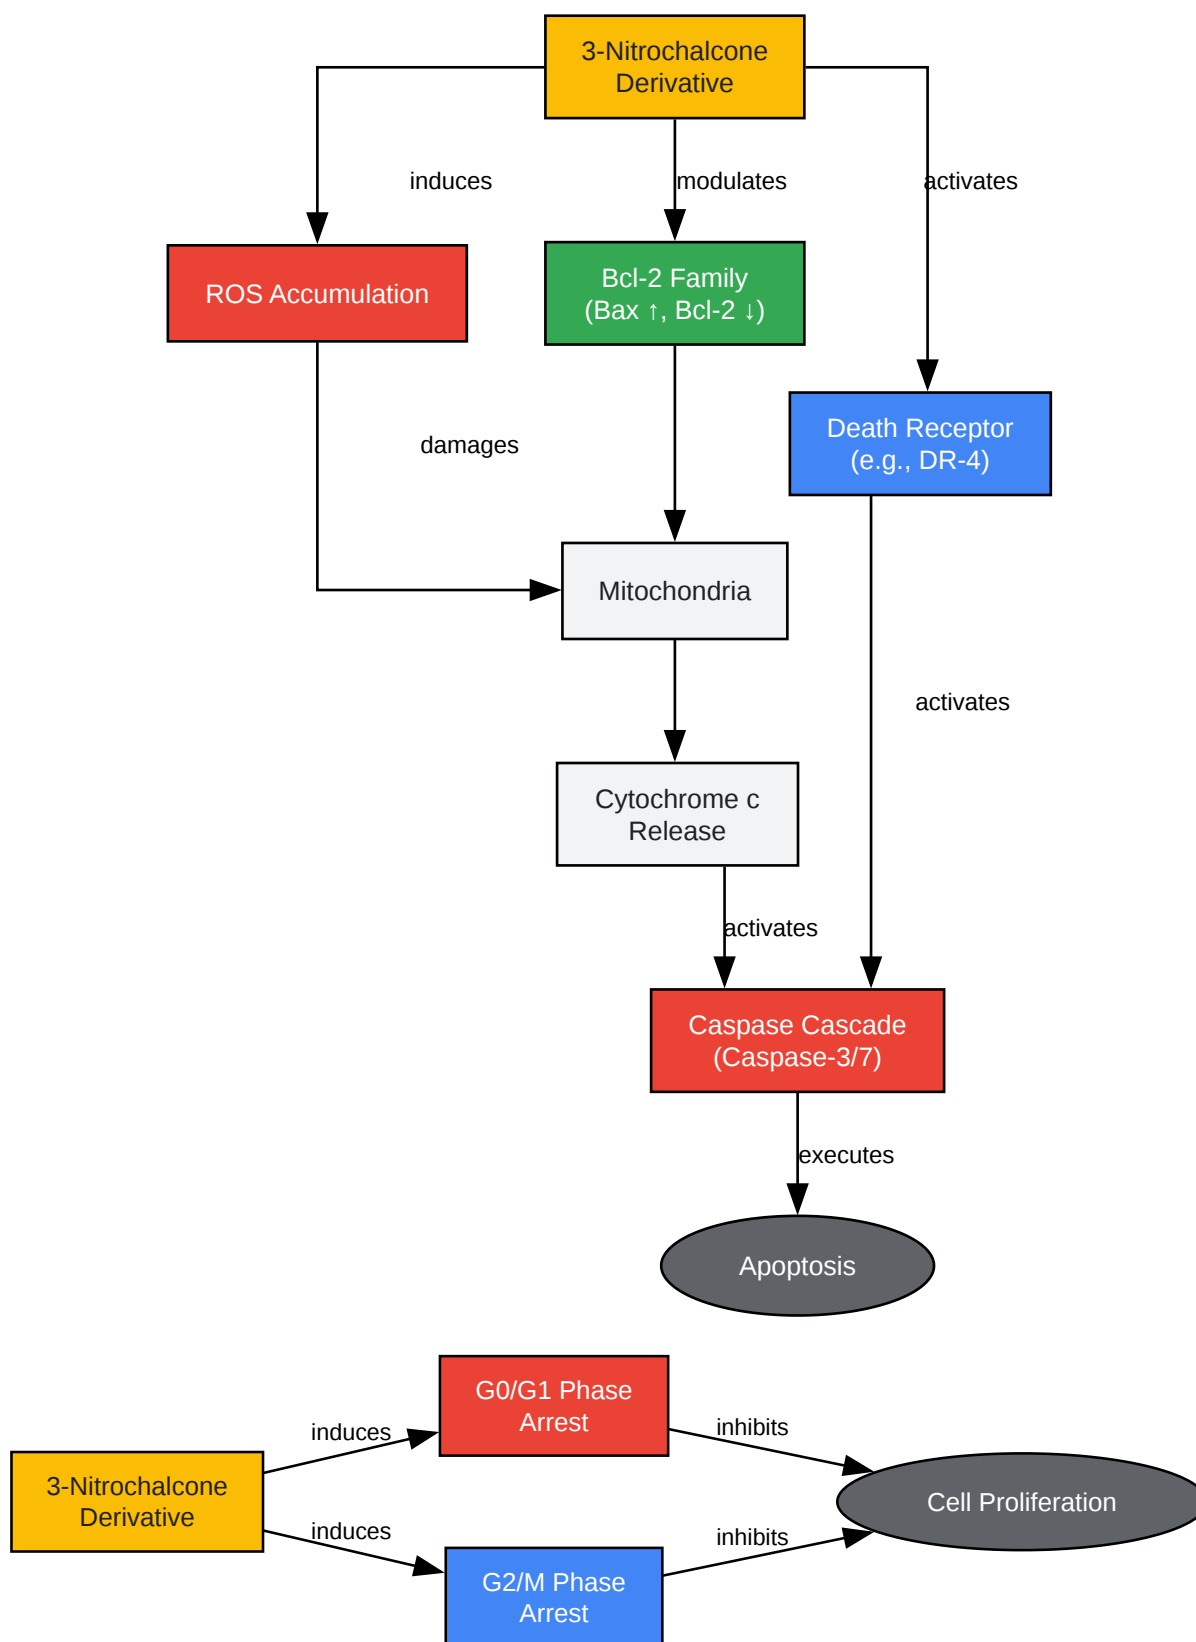 3-Nitrochalcone
Derivative
induces
modulates
activates
ROS Accumulation
Bcl-2 Family
(Bax ↑, Bcl-2 ↓)
Death Receptor
(e.g., DR-4)
damages
Mitochondria
activates
Cytochrome c
Release
activates
Caspase Cascade
(Caspase-3/7)
executes
Apoptosis
G0/G1 Phase
Arrest
induces
inhibits
3-Nitrochalcone
Derivative
Cell Proliferation
induces
inhibits
G2/M Phase
Arrest